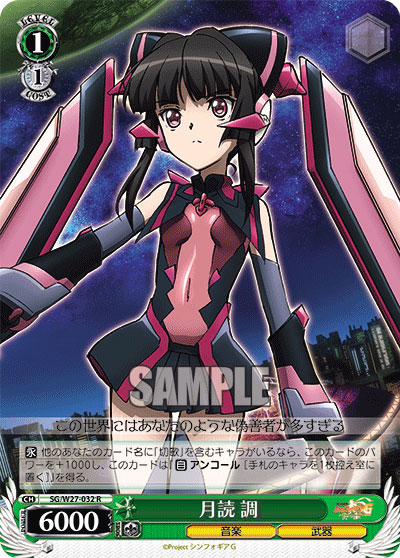 LEVEL
1
1
COST
SAMPLE
この世界にはあなたのような偽善者が多すぎる
永 他のあなたのカード名に「切歌」を含むキャラがいるなら、このカードのパ
ワーを+1000し、このカードは『自 アンコール [手札のキャラを1枚控え室
に置く]』を得る。
CH SG/W27-032 R
6000
月読 調
音楽 武器
©Project シンフォギアG